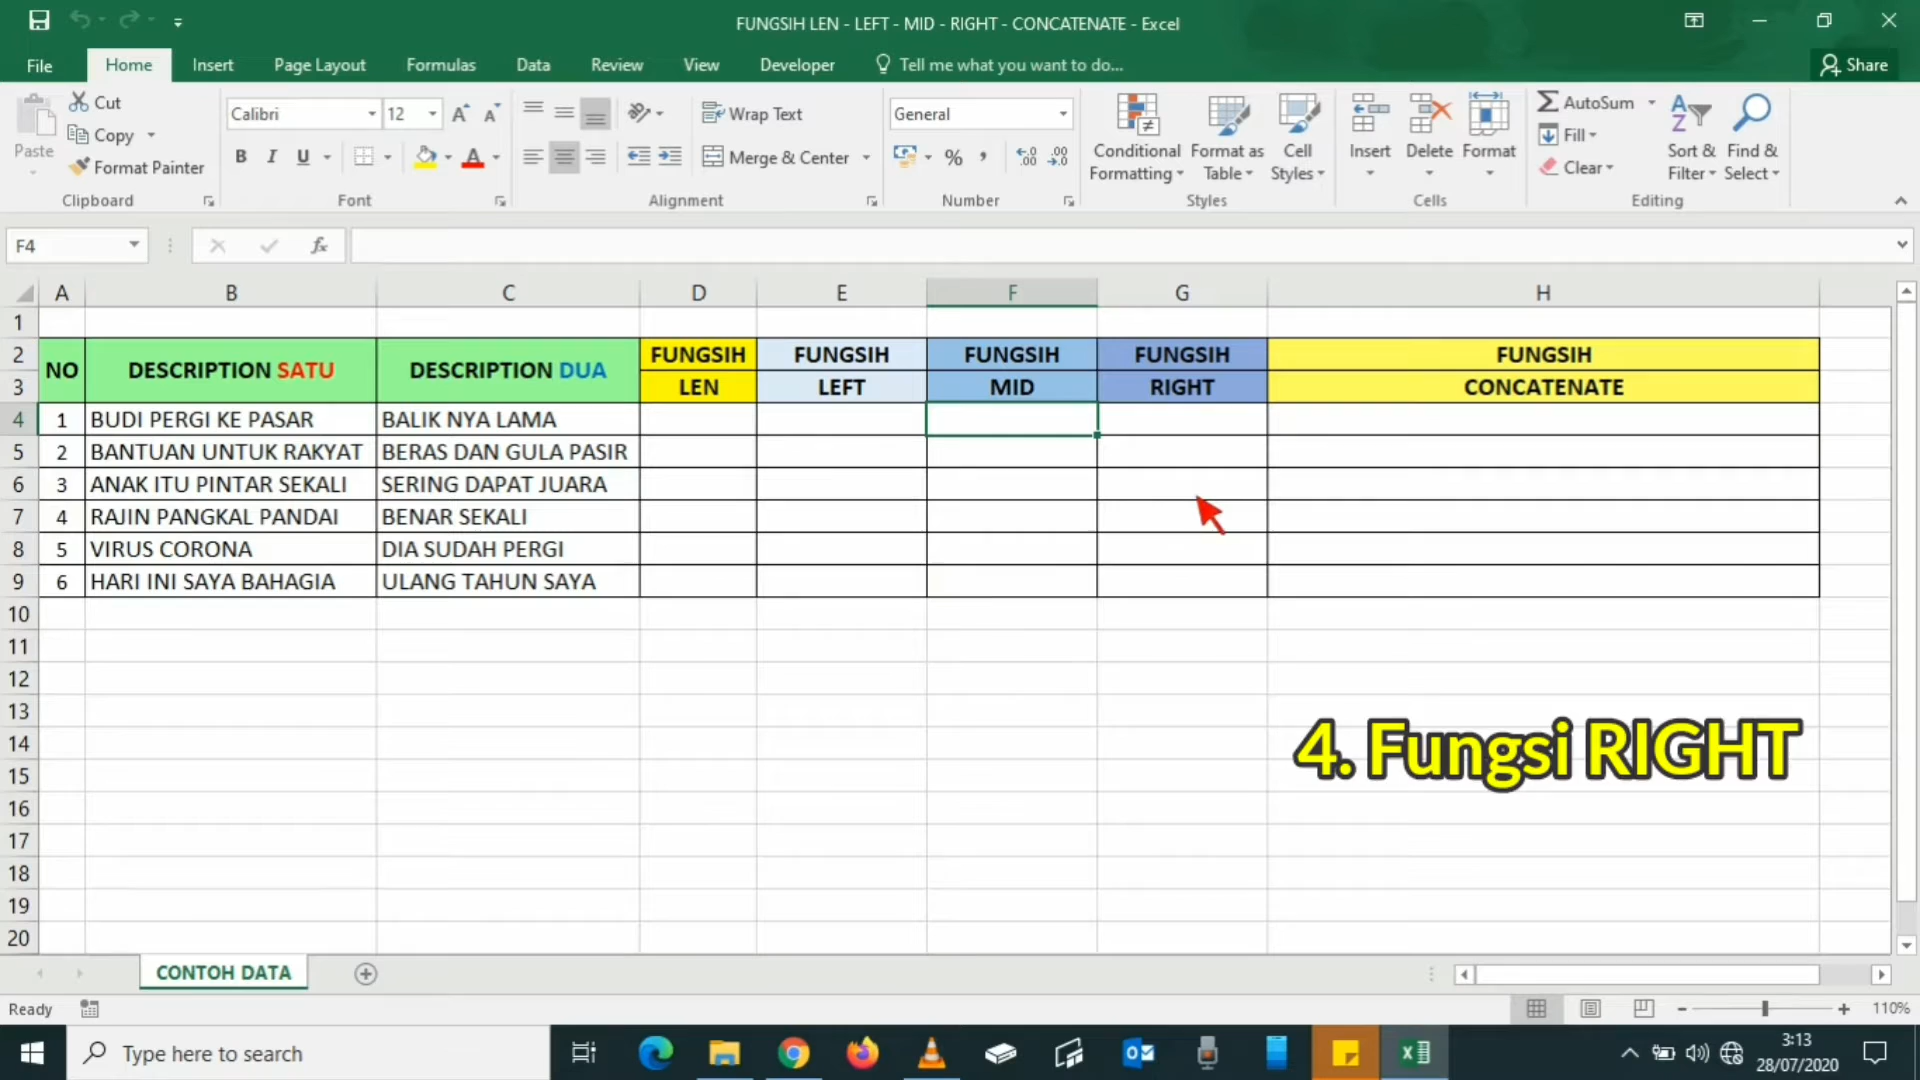 FUNGSIH LEN - LEFT - MID - RIGHT - CONCATENATE - Excel
File Home Insert Page Layout Formulas Data Review View Developer Tell me what you want to do... Share
Paste
Cut
Copy
Format Painter
Clipboard
Calibri 12
B I U
Font
Wrap Text
Merge & Center
Alignment
General
%
Number
Conditional Formatting
Format as Table
Cell Styles
Styles
Insert Delete Format
Cells
AutoSum
Fill
Clear
Sort & Filter
Find & Select
Editing
F4 fx
A B C D E F G H
1
2 NO DESCRIPTION SATU DESCRIPTION DUA FUNGSIH FUNGSIH FUNGSIH FUNGSIH FUNGSIH
3 LEN LEFT MID RIGHT CONCATENATE
4 1 BUDI PERGI KE PASAR BALIK NYA LAMA
5 2 BANTUAN UNTUK RAKYAT BERAS DAN GULA PASIR
6 3 ANAK ITU PINTAR SEKALI SERING DAPAT JUARA
7 4 RAJIN PANGKAL PANDAI BENAR SEKALI
8 5 VIRUS CORONA DIA SUDAH PERGI
9 6 HARI INI SAYA BAHAGIA ULANG TAHUN SAYA
10
11
12
13
14
4. Fungsi RIGHT
15
16
17
18
19
20
CONTOH DATA
Ready 110%
Type here to search
3:13
28/07/2020